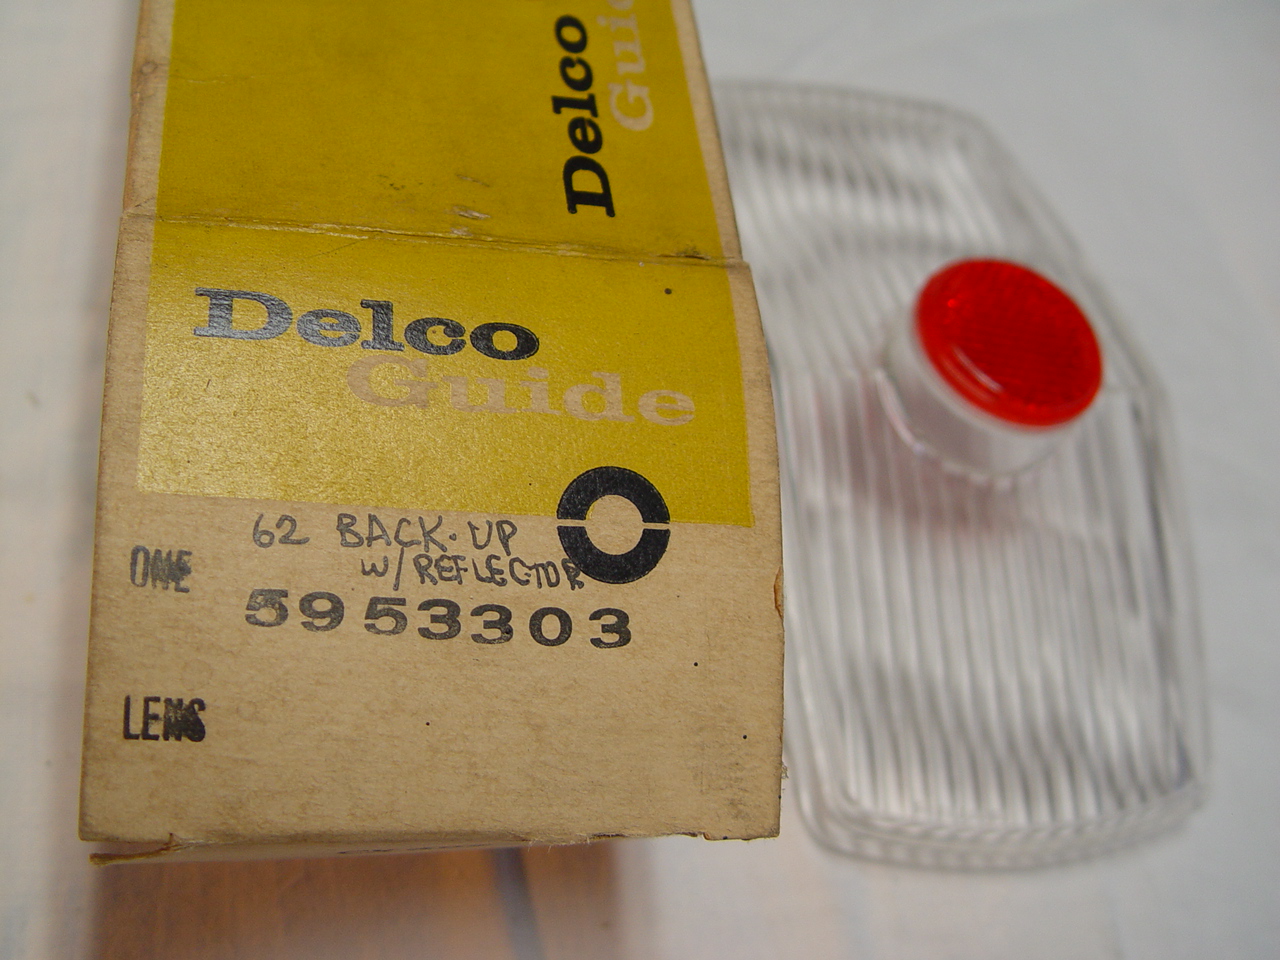 Delco
Guide
Delco
Guide
62 BACK-UP
W/REFLECTOR
ONE
5953303
LENS